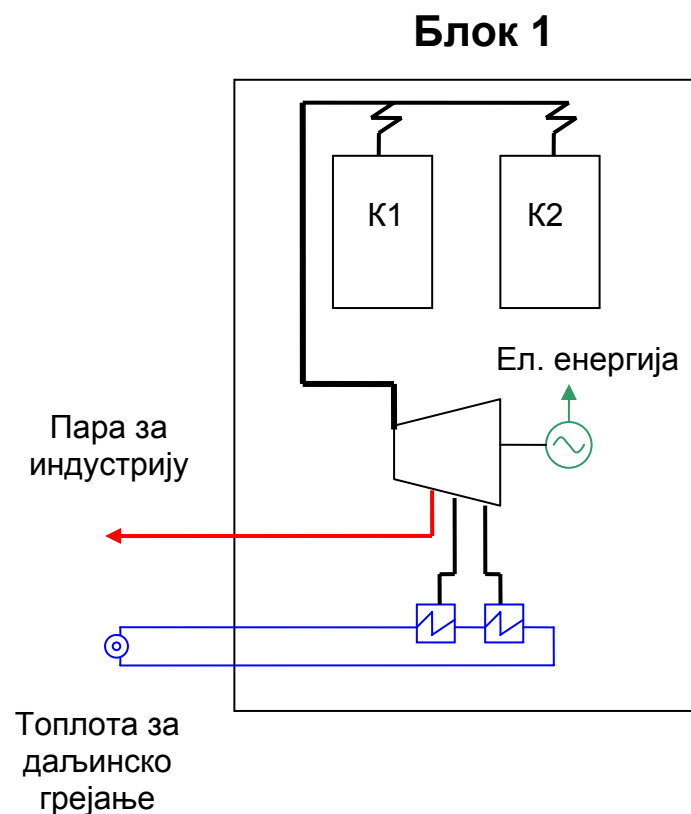 Блок 1
К1
К2
Ел. енергија
Пара за
индустрију
Топлота за
даљинско
грејање